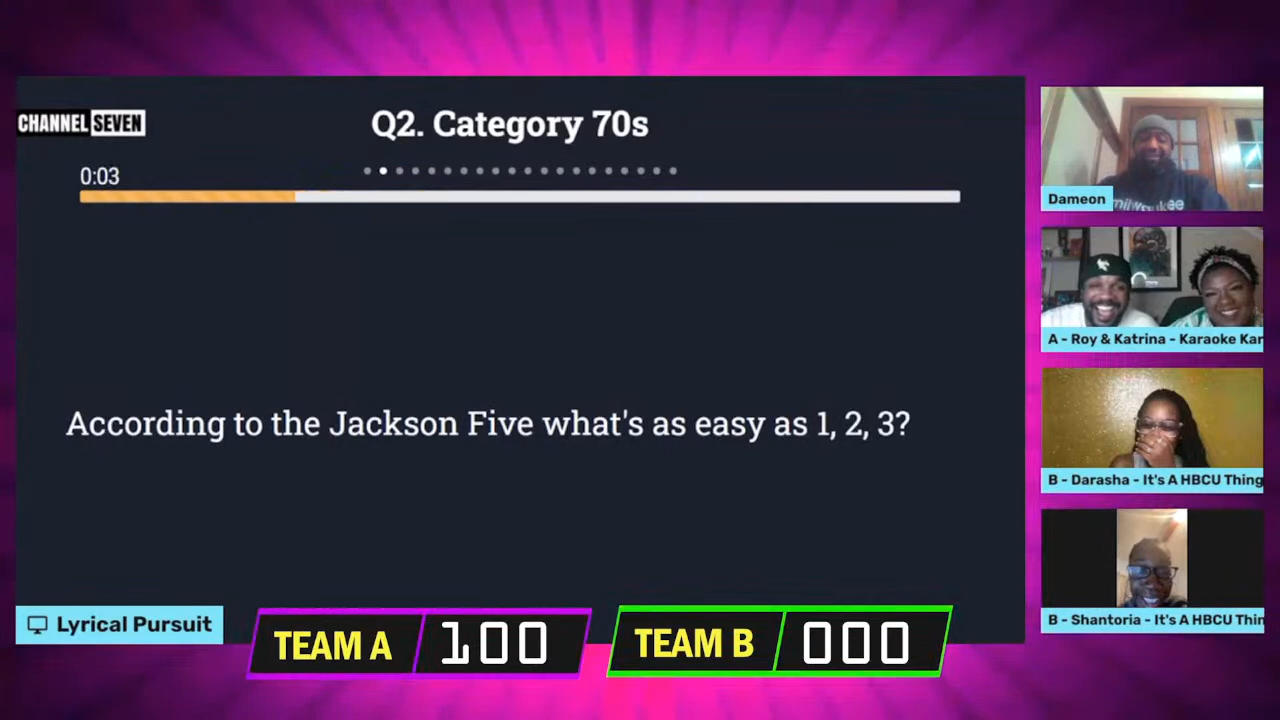 CHANNEL SEVEN
Q2. Category 70s
0:03
According to the Jackson Five what's as easy as 1, 2, 3?
Lyrical Pursuit
TEAM A 100
TEAM B 000
milwaukee
Dameon
A - Roy & Katrina - Karaoke Kar
B - Darasha - It's A HBCU Thing
B - Shantoria - It's A HBCU Thin